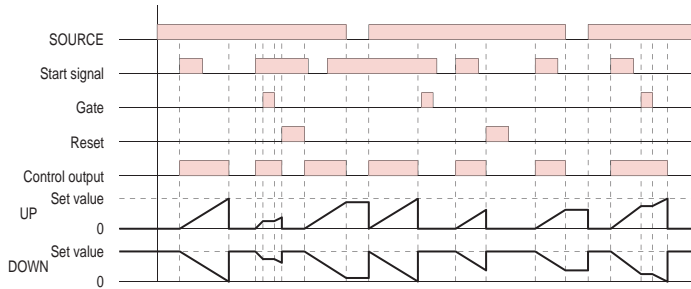 SOURCE
Start signal
Gate
Reset
Control output
Set value
UP
0
Set value
DOWN
0